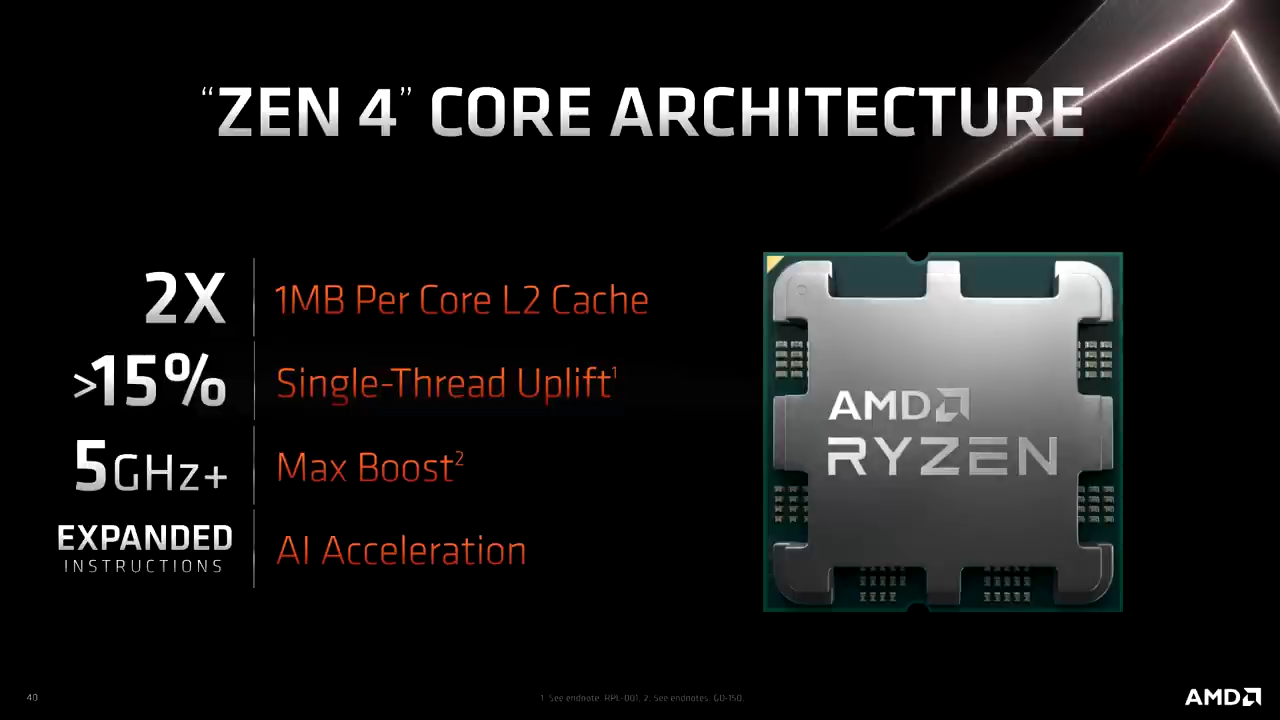 “ZEN 4” CORE ARCHITECTURE
2X 1MB Per Core L2 Cache
>15% Single-Thread Uplift¹
5GHz+ Max Boost²
EXPANDED
INSTRUCTIONS
AI Acceleration
AMD
RYZEN
40
1. See endnote. RPL-001. 2. See endnotes. GD-150.
AMD